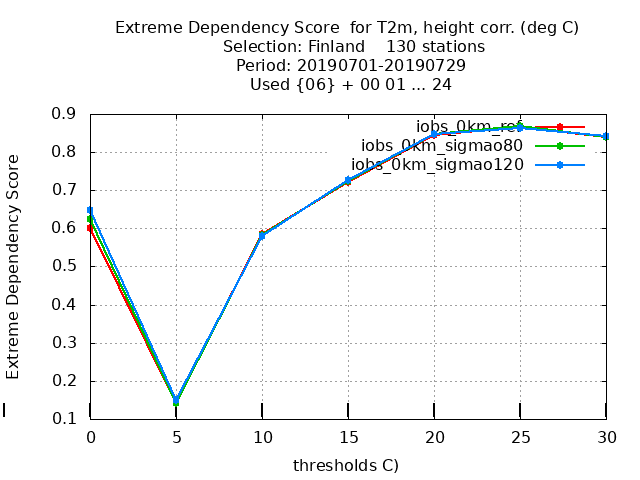 Extreme Dependency Score for T2m, height corr. (deg C)
Selection: Finland 130 stations
Period: 20190701-20190729
Used {06} + 00 01 ... 24
0.9
0.8
0.7
0.6
0.5
0.4
0.3
0.2
0.1
Extreme Dependency Score
iobs_0km_ref
iobs_0km_sigmao80
iobs_0km_sigmao120
0 5 10 15 20 25 30
thresholds C)